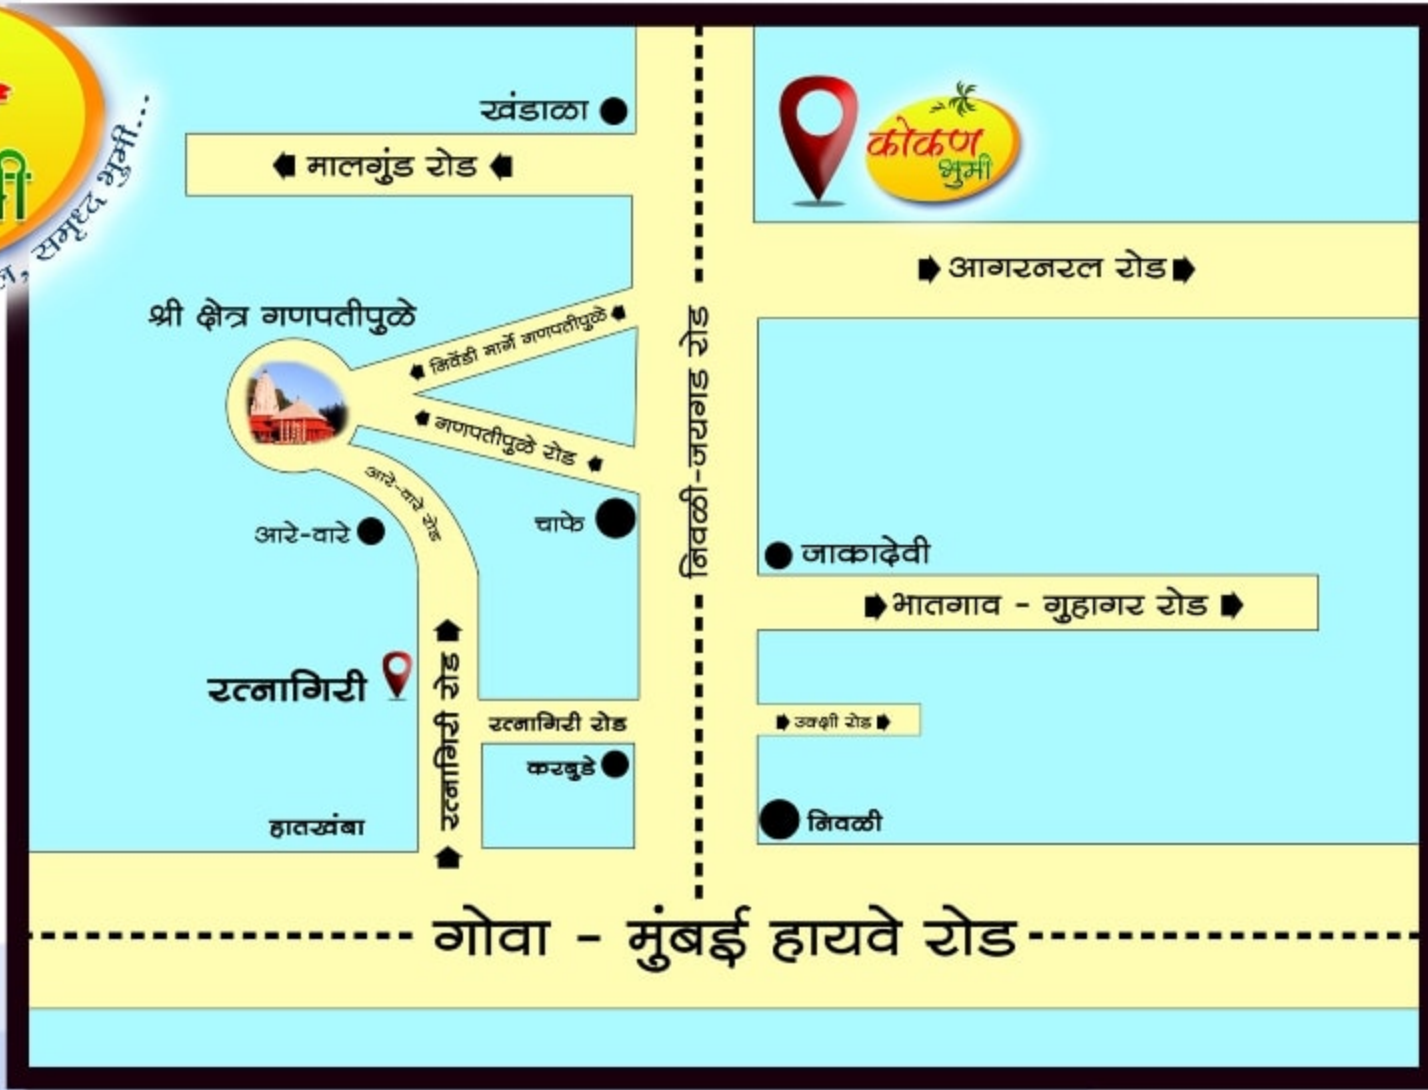 खंडाळा
मालगुंड रोड
कोकण
भुमी
समृध्द भुमी...
आगरनरल रोड
श्री क्षेत्र गणपतीपुळे
निवेंडी मार्गे गणपतीपुळे
गणपतीपुळे रोड
निवळी-जयगड रोड
आरे-वारे रोड
आरे-वारे
चाफे
जाकादेवी
भातगाव - गुहागर रोड
रत्नागिरी
रत्नागिरी रोड
रत्नागिरी रोड
उक्षी रोड
करबुडे
हातखंबा
निवळी
गोवा - मुंबई हायवे रोड